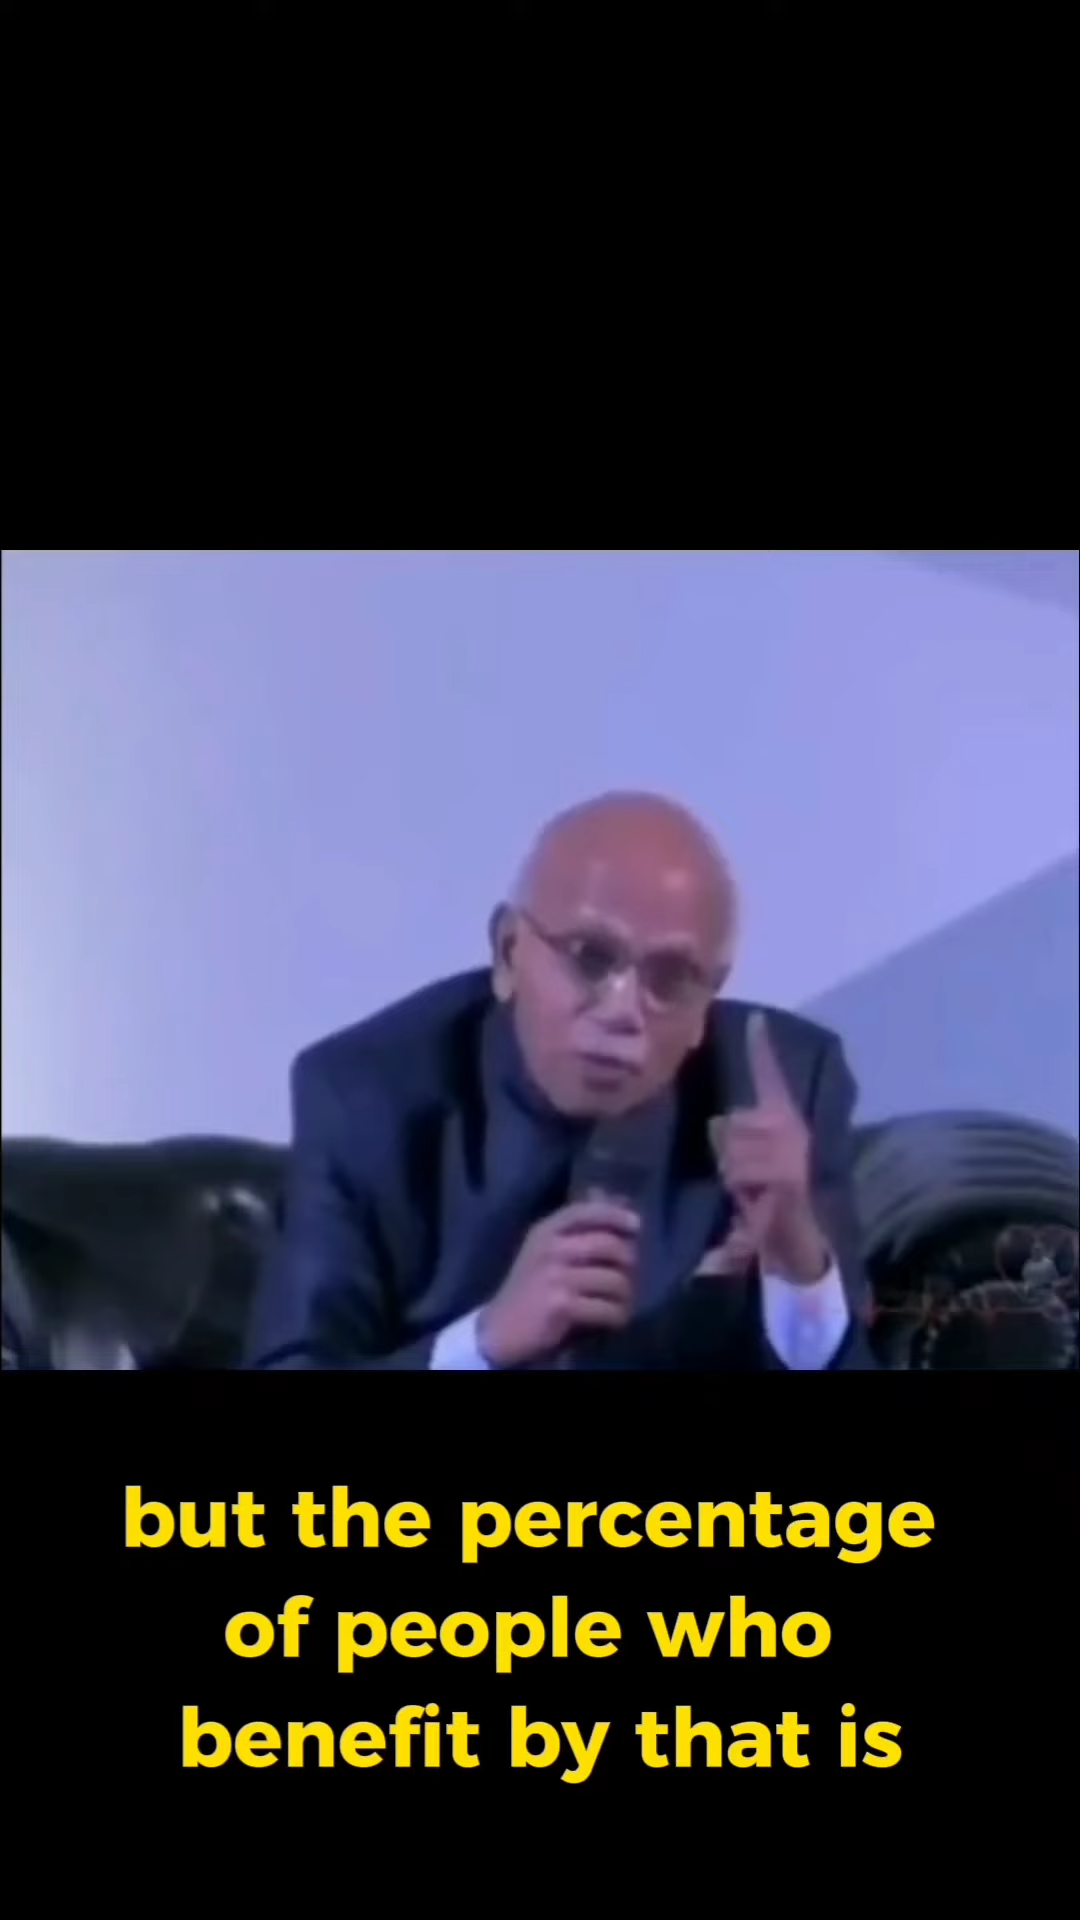 but the percentage
of people who
benefit by that is